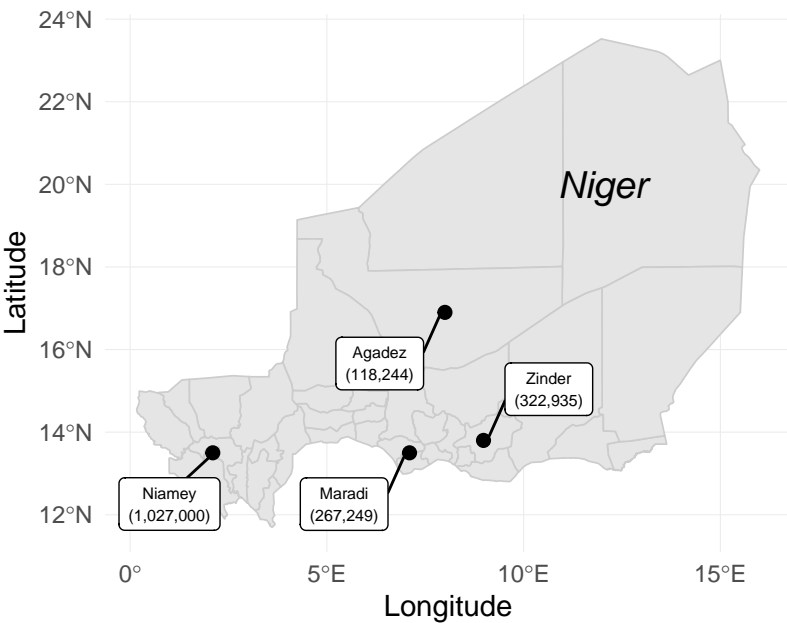 24°N
22°N
20°N
18°N
16°N
14°N
12°N
Latitude
Niger
Agadez
(118,244)
Zinder
(322,935)
Niamey
(1,027,000)
Maradi
(267,249)
0°
5°E
10°E
15°E
Longitude